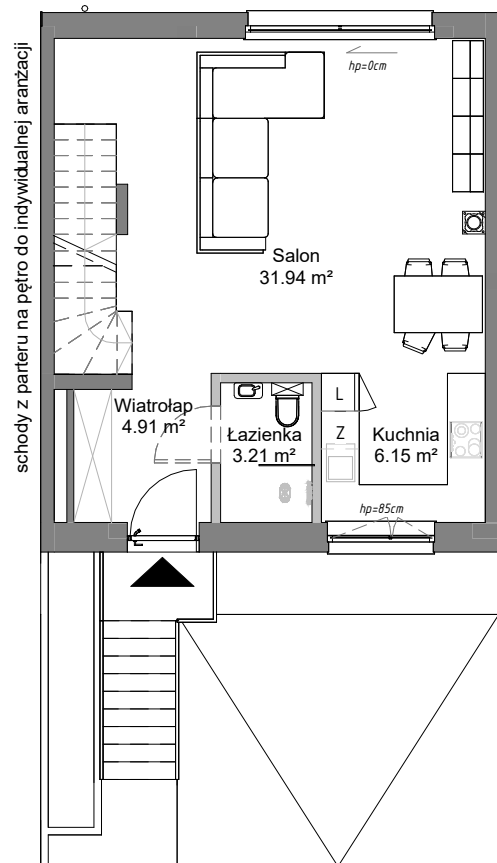 schody z parteru na pętro do indywidualnej aranżacji
hp=0cm
Salon
31.94 m²
Wiatrołap
4.91 m²
Łazienka
3.21 m²
L
Z
Kuchnia
6.15 m²
hp=85cm